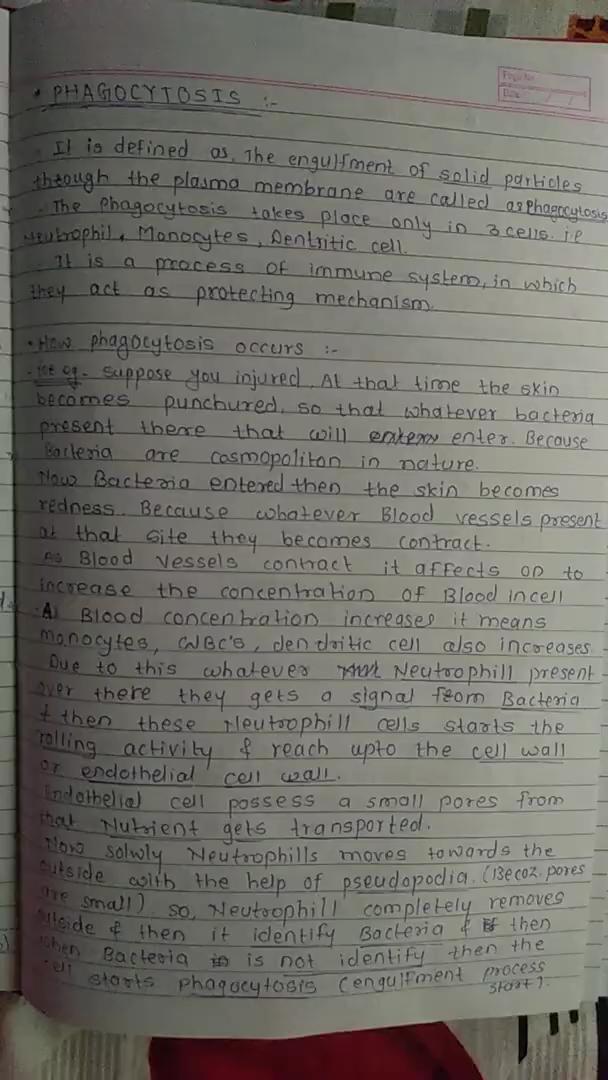 Page No.
Date
• PHAGOCYTOSIS :-
- It is defined as, The engulfment of solid particles
through the plasma membrane are called as phagocytosis
- The Phagocytosis takes place only in 3 cells. i.e
Neutrophil, Monocytes, Dentritic cell.
- It is a process of immune system, in which
they act as protecting mechanism.
• How phagocytosis occurs :-
- eg - suppose you injured. At that time the skin
becomes punchured, so that whatever bacteria
present there that will enter. Because
Bacteria are cosmopoliton in nature.
Now Bacteria entered then the skin becomes
redness. Because whatever Blood vessels present
at that site they becomes contract.
As Blood vessels contract it affects on to
increase the concentration of Blood in cell
As Blood concentration increases it means
monocytes, WBC's, dendritic cell also increases
Due to this whatever Neutrophill present
over there they gets a signal from Bacteria
& then these Neutrophill cells starts the
rolling activity & reach upto the cell wall
or endothelial cell wall.
Endothelial cell possess a small pores from
that Nutrient gets transported.
Now solwly Neutrophills moves towards the
outside with the help of pseudopodia. (Becoz. pores
are small) so, Neutrophill completely removes
outside & then it identify Bacteria & then
when Bacteria is not identify then the
cell starts phagocytosis (engulfment process
start).